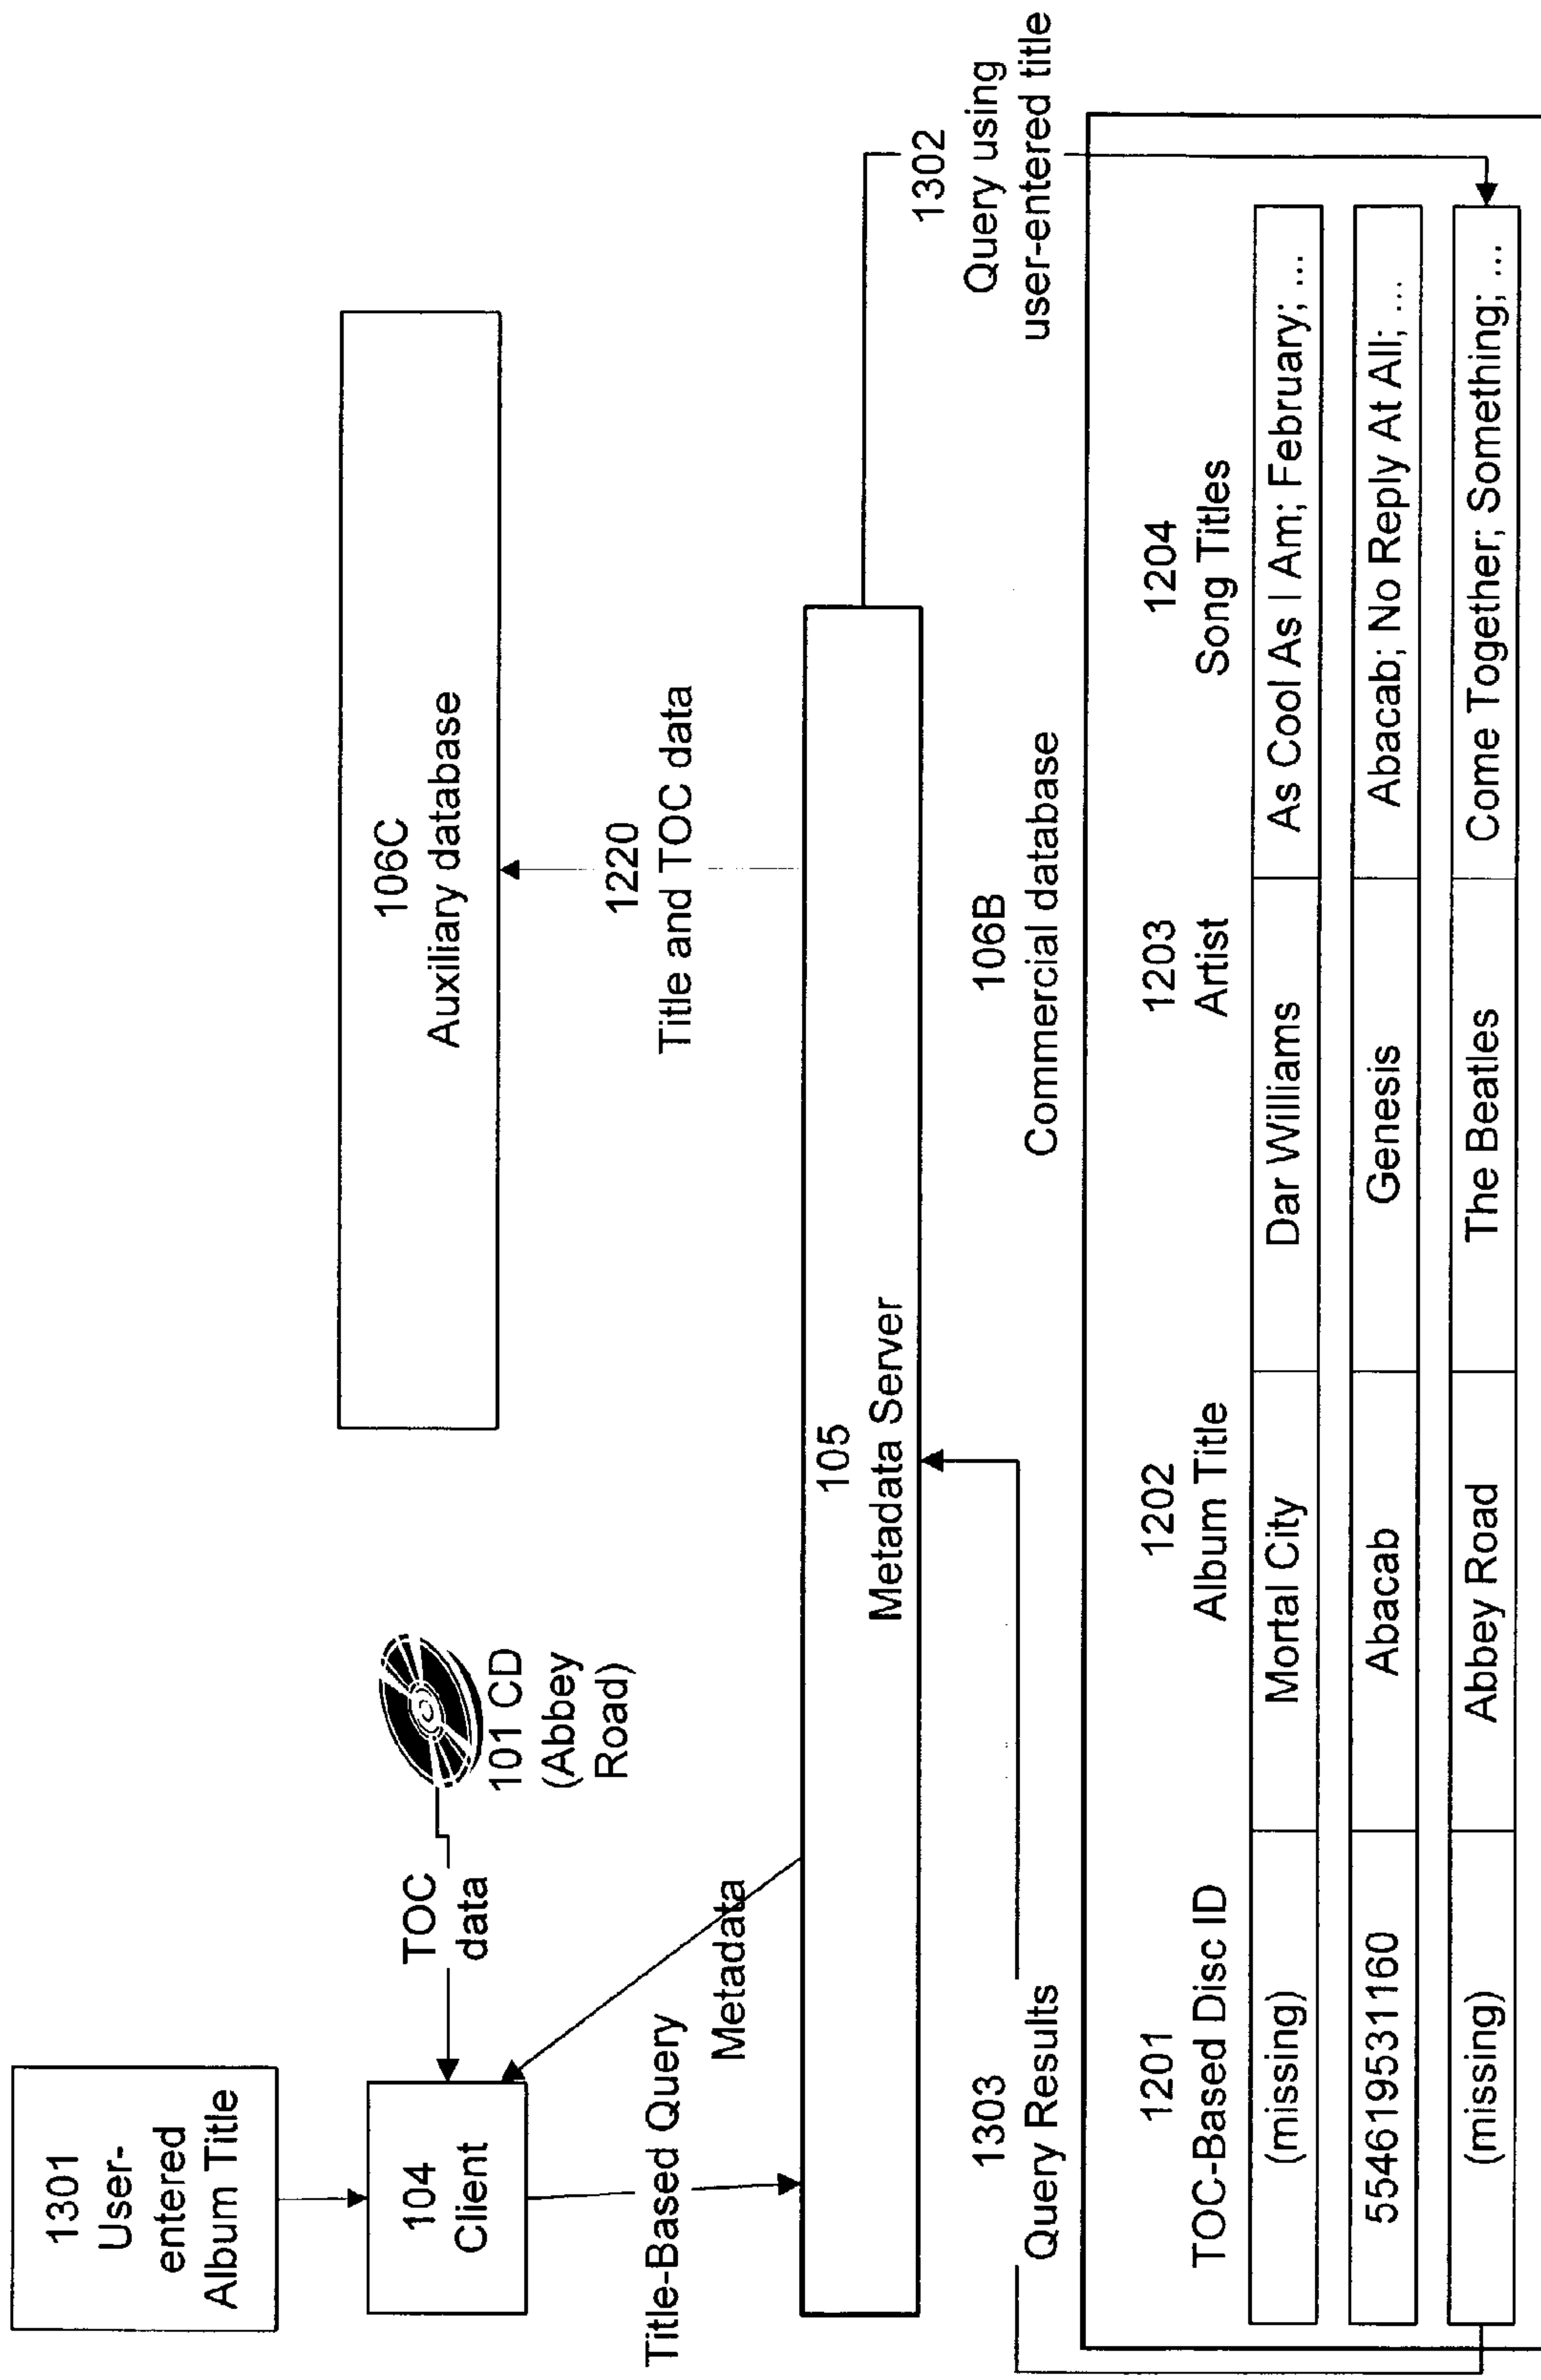 1301
User-
entered
Album Title
104
Client
TOC
data
101 CD
(Abbey
Road)
106C
Auxiliary database
Title-Based Query
Metadata
1220
Title and TOC data
105
Metadata Server
1302
Query using
user-entered title
1303
Query Results
106B
Commercial database
1201
TOC-Based Disc ID
1202
Album Title
1203
Artist
1204
Song Titles
(missing) Mortal City Dar Williams As Cool As I Am; February; ...
554619531160 Abacab Genesis Abacab; No Reply At All; ...
(missing) Abbey Road The Beatles Come Together; Something; ...